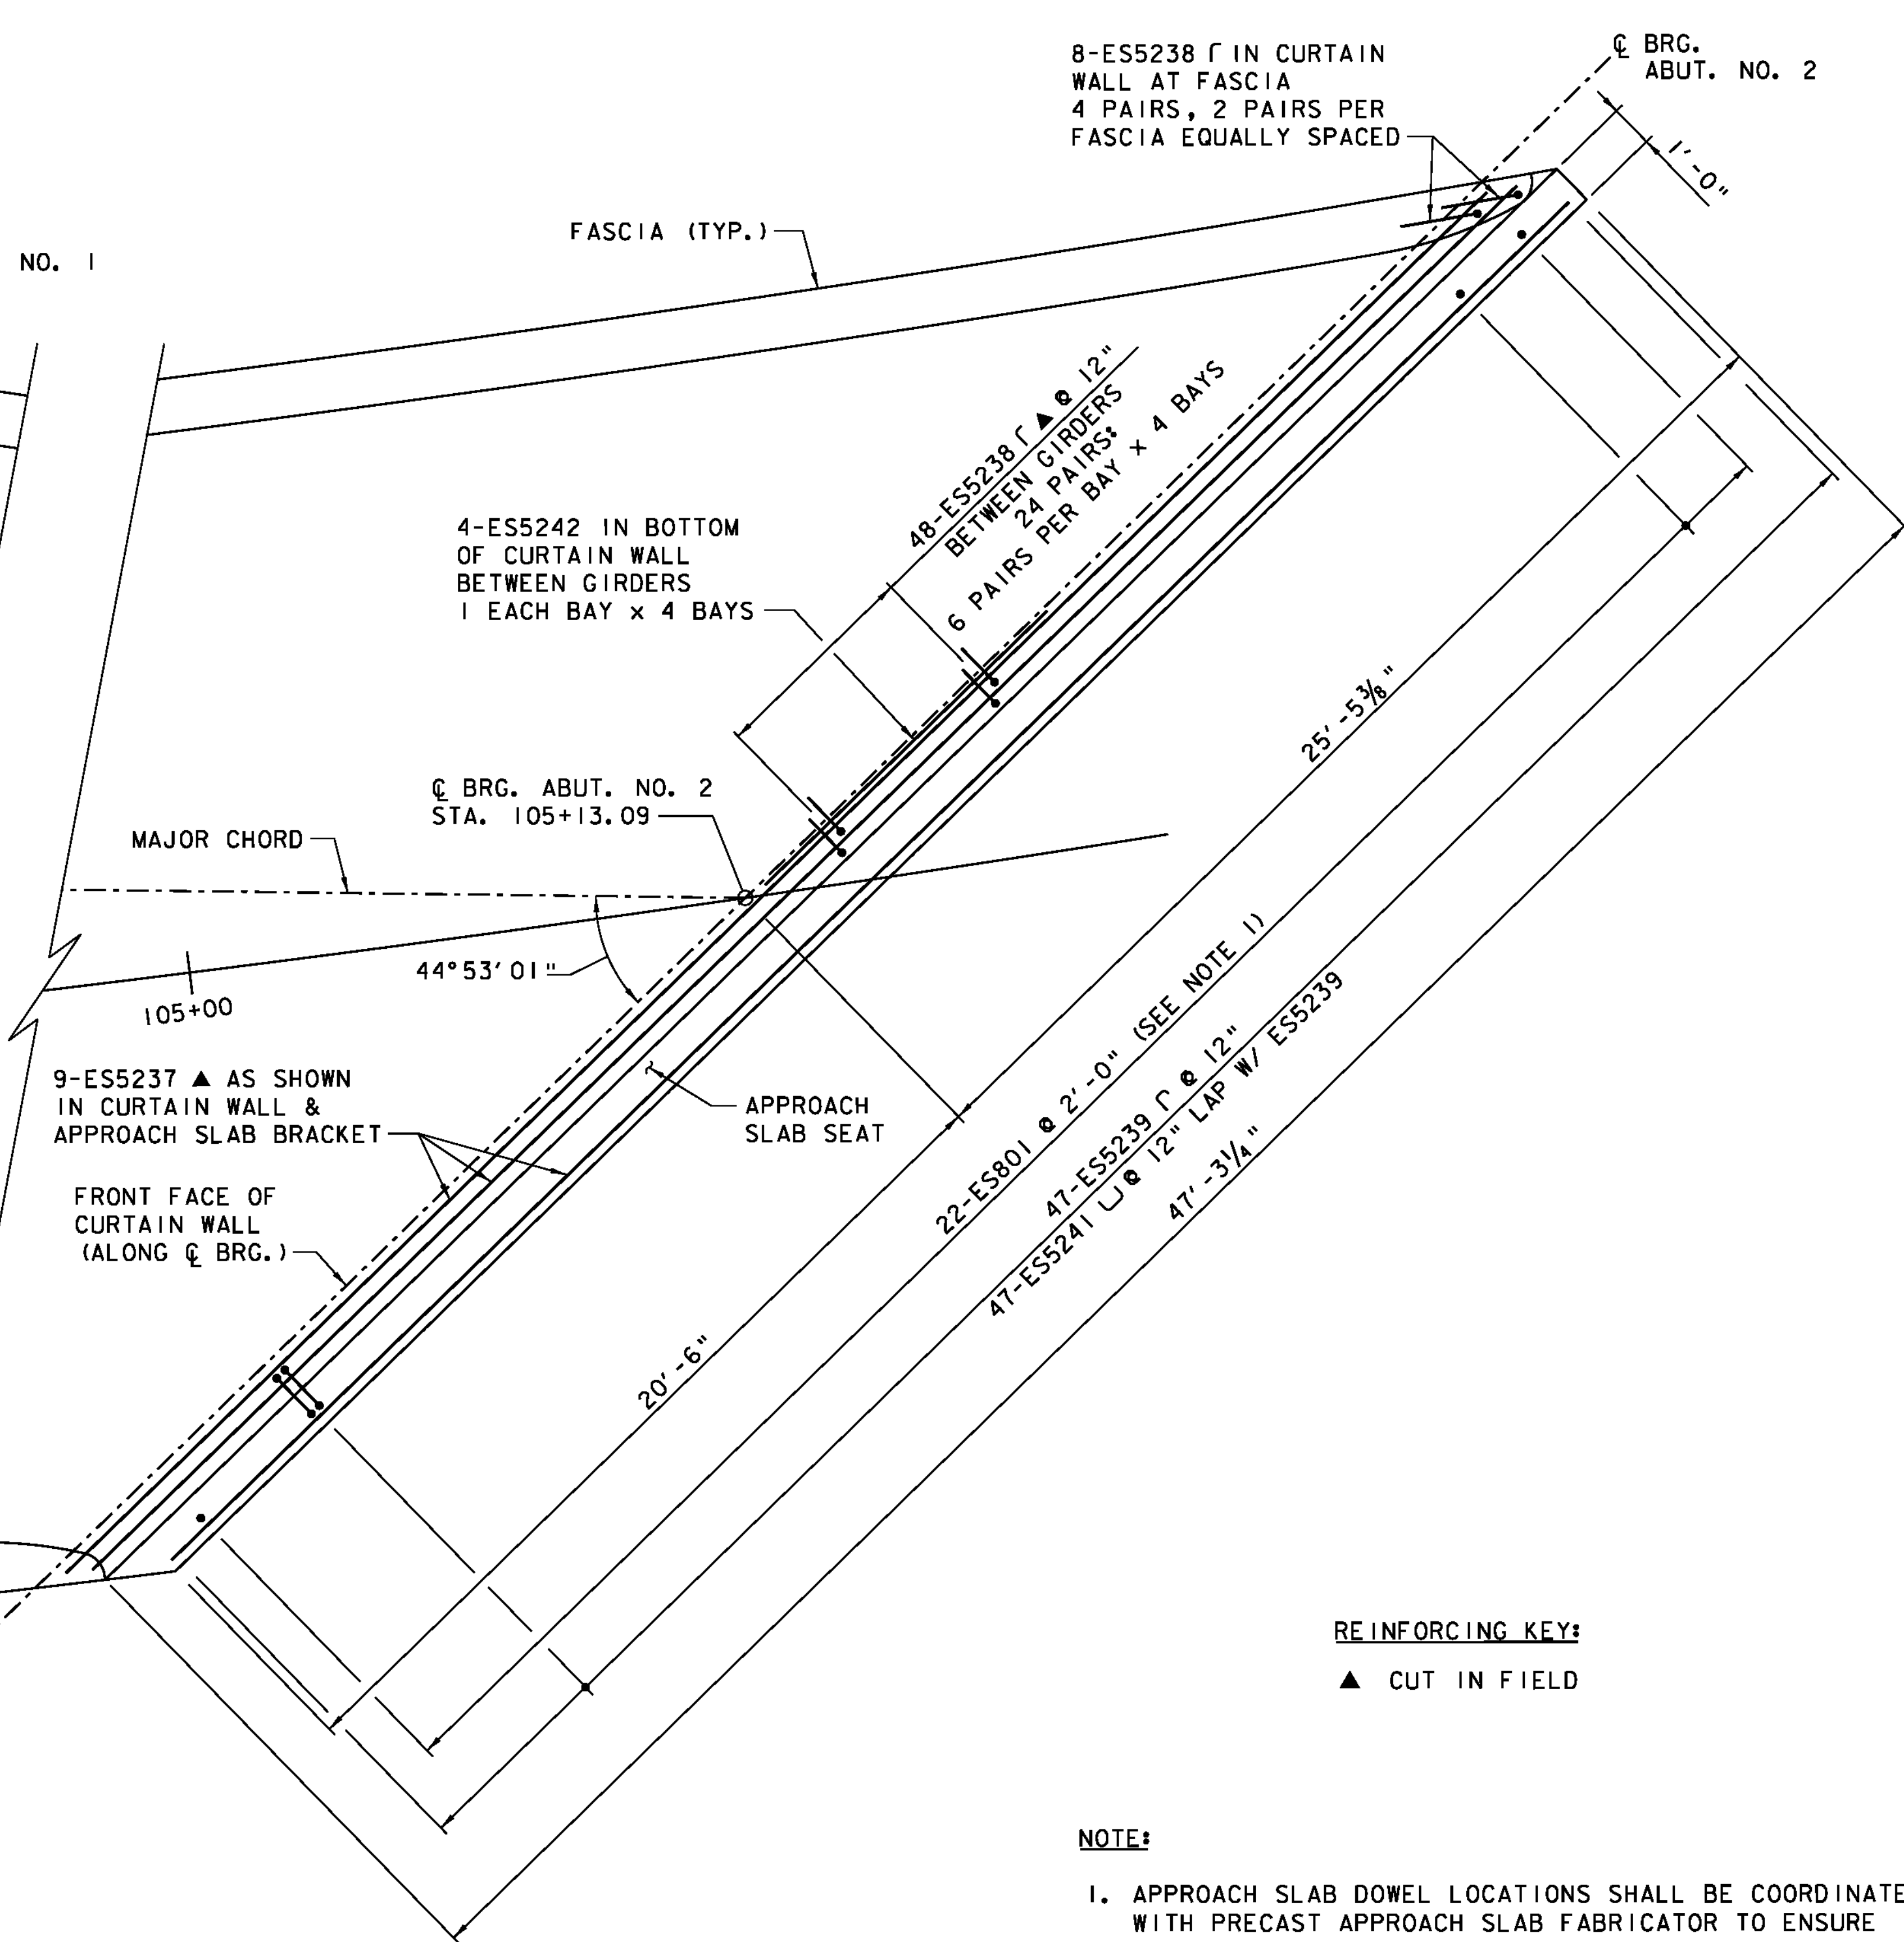 8-ES5238 IN CURTAIN
WALL AT FASCIA
4 PAIRS, 2 PAIRS PER
FASCIA EQUALLY SPACED
℄ BRG.
ABUT. NO. 2
1'-0"
FASCIA (TYP.)
NO. 1
48-ES5238 ▲ @ 12"
BETWEEN GIRDERS
24 PAIRS:
6 PAIRS PER BAY x 4 BAYS
4-ES5242 IN BOTTOM
OF CURTAIN WALL
BETWEEN GIRDERS
1 EACH BAY x 4 BAYS
25'-5⅜"
℄ BRG. ABUT. NO. 2
STA. 105+13.09
MAJOR CHORD
44°53'01"
105+00
9-ES5237 ▲ AS SHOWN
IN CURTAIN WALL &
APPROACH SLAB BRACKET
APPROACH
SLAB SEAT
FRONT FACE OF
CURTAIN WALL
(ALONG ℄ BRG.)
22-ES801 @ 2'-0" (SEE NOTE 1)
47-ES5239 @ 12"
47-ES5241 @ 12" LAP W/ ES5239
47'-3¼"
20'-6"
REINFORCING KEY:
▲ CUT IN FIELD
NOTE:
1. APPROACH SLAB DOWEL LOCATIONS SHALL BE COORDINATE
WITH PRECAST APPROACH SLAB FABRICATOR TO ENSURE